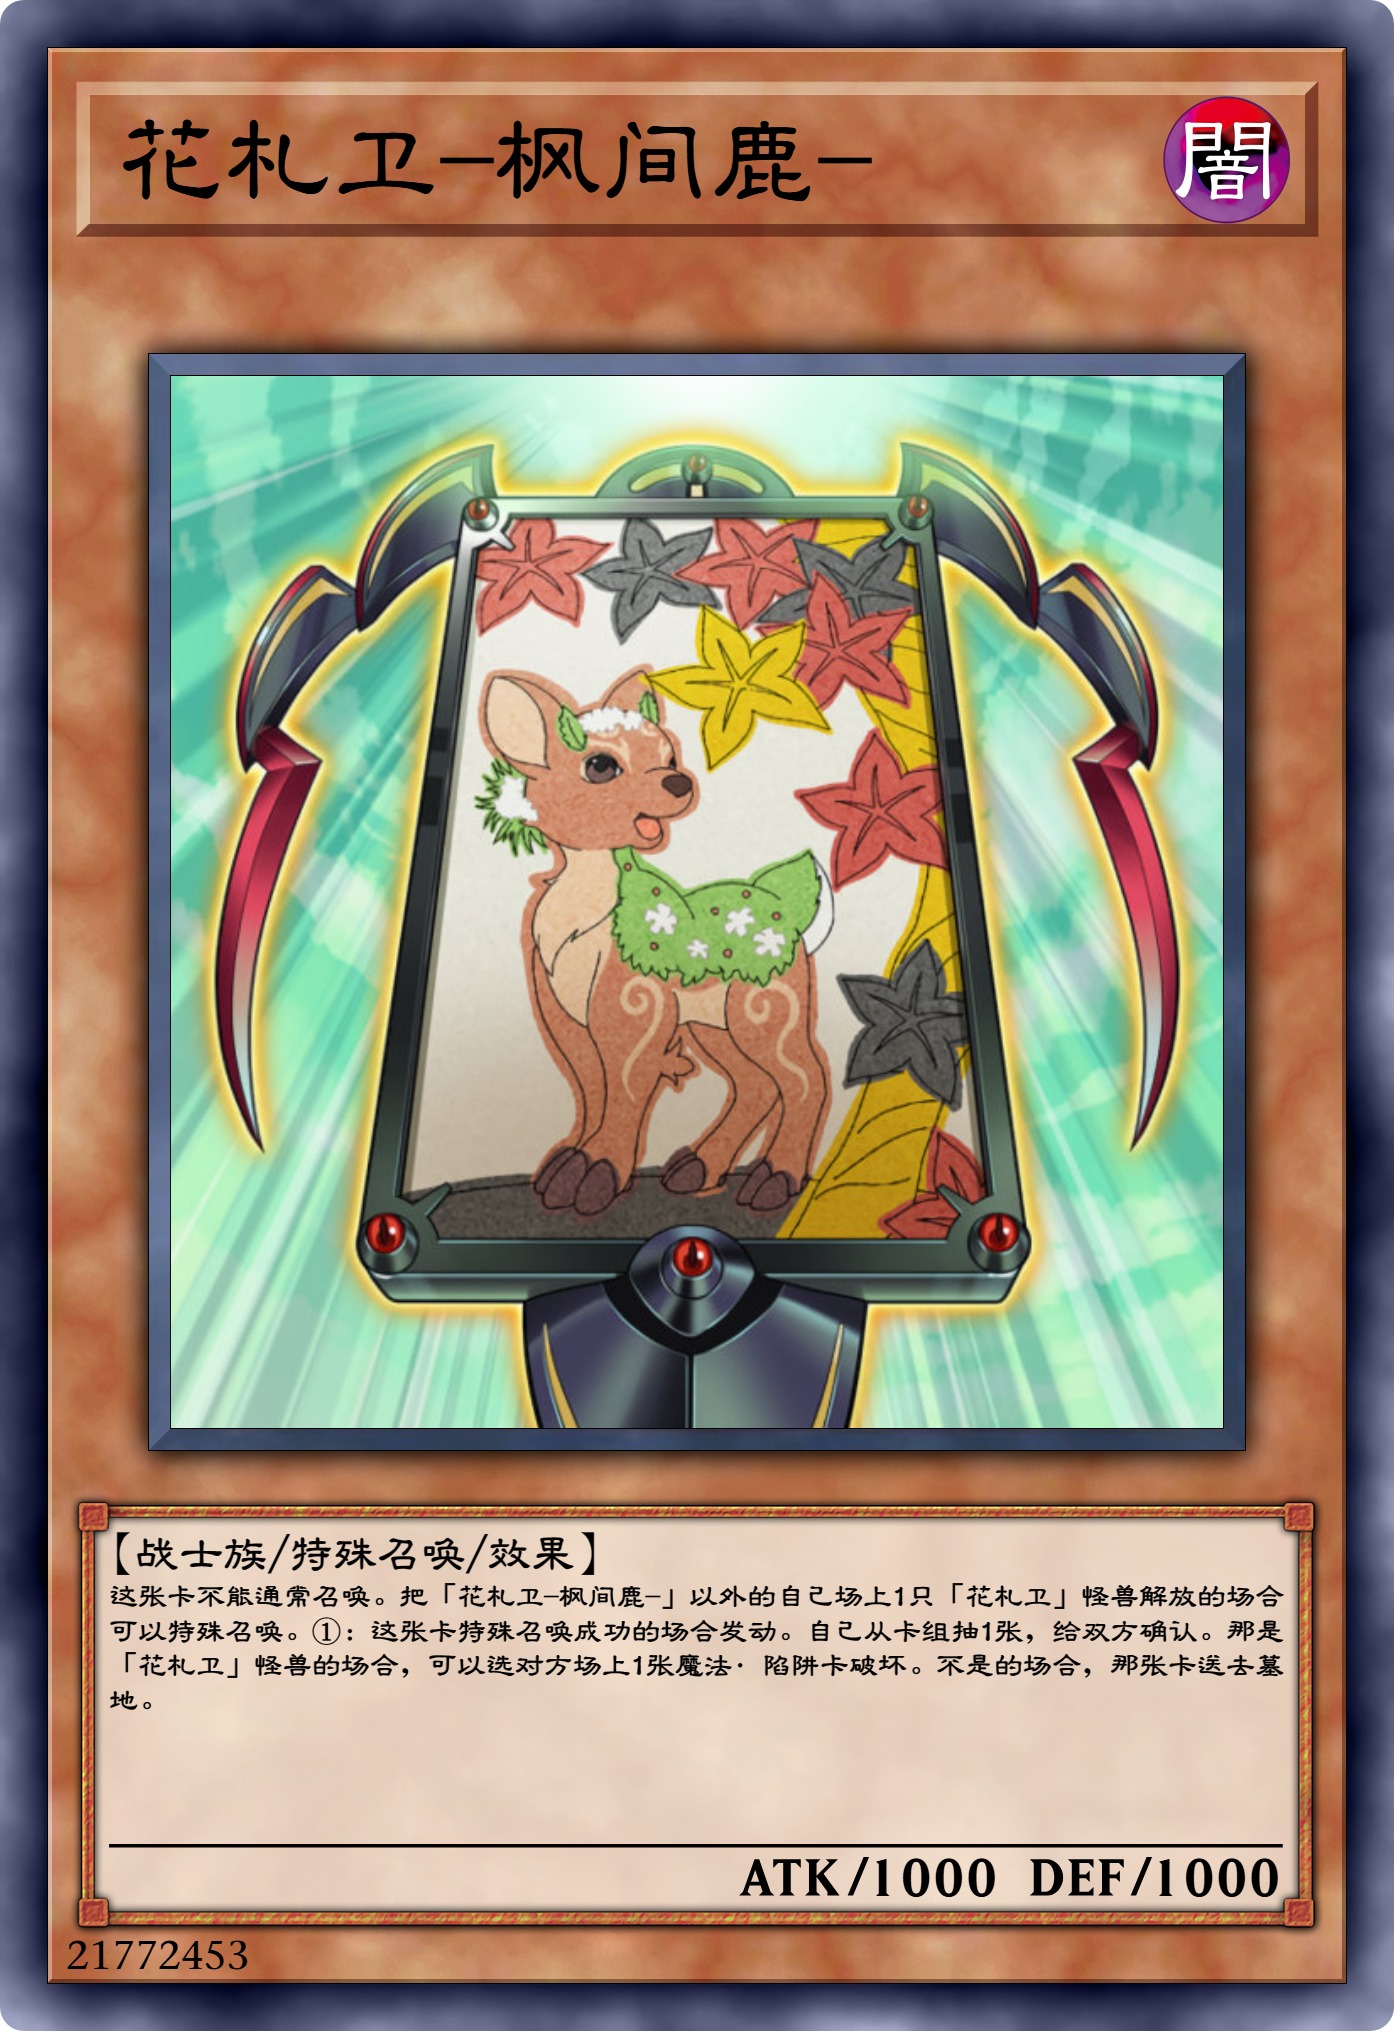 花札卫-枫间鹿-
闇
【战士族/特殊召唤/效果】
这张卡不能通常召唤。把「花札卫-枫间鹿-」以外的自己场上1只「花札卫」怪兽解放的场合
可以特殊召唤。①：这张卡特殊召唤成功的场合发动。自己从卡组抽1张，给双方确认。那是
「花札卫」怪兽的场合，可以选对方场上1张魔法·陷阱卡破坏。不是的场合，那张卡送去墓
地。
ATK/1000 DEF/1000
21772453